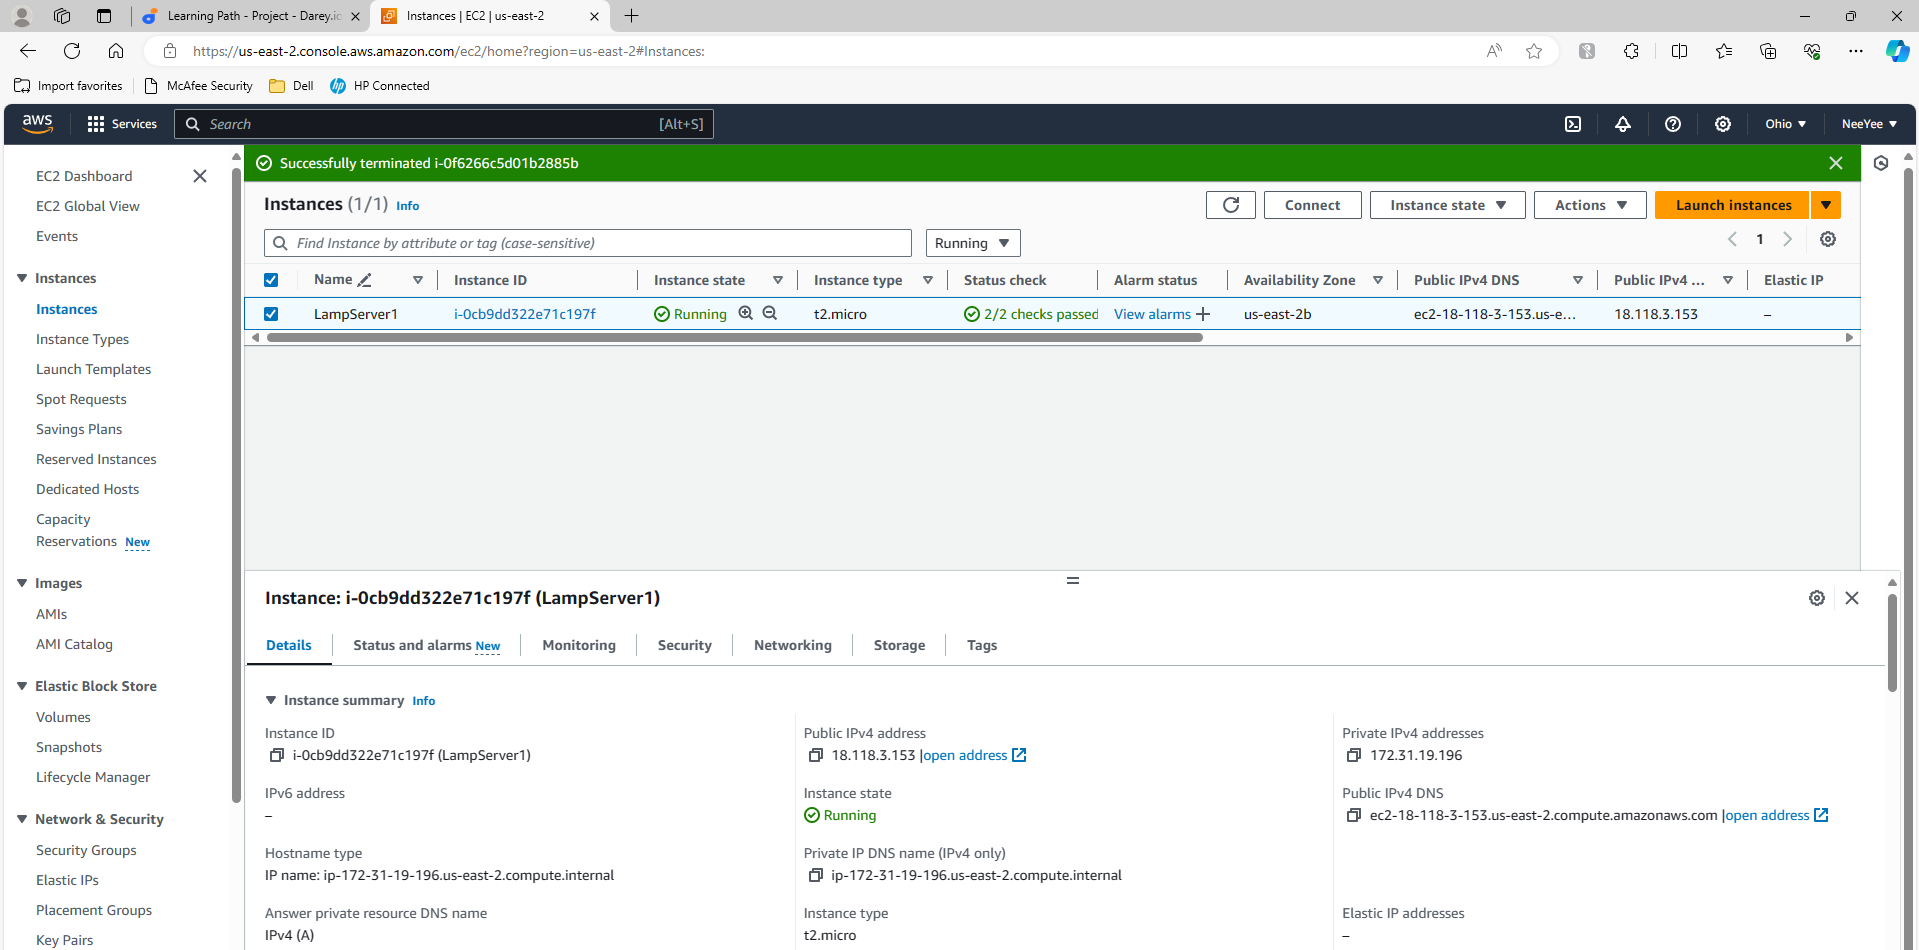 Learning Path - Project - Darey.ic
Instances | EC2 | us-east-2
https://us-east-2.console.aws.amazon.com/ec2/home?region=us-east-2#Instances:
Import favorites
McAfee Security
Dell
hp
HP Connected
aws
Services
Search
[Alt+S]
Ohio
NeeYee
EC2 Dashboard
EC2 Global View
Events
Instances
Instances
Instance Types
Launch Templates
Spot Requests
Savings Plans
Reserved Instances
Dedicated Hosts
Capacity
Reservations New
Images
AMIs
AMI Catalog
Elastic Block Store
Volumes
Snapshots
Lifecycle Manager
Network & Security
Security Groups
Elastic IPs
Placement Groups
Key Pairs
Successfully terminated i-0f6266c5d01b2885b
Instances (1/1) Info
Connect
Instance state
Actions
Launch instances
Find Instance by attribute or tag (case-sensitive)
Running
1
Name
Instance ID
Instance state
Instance type
Status check
Alarm status
Availability Zone
Public IPv4 DNS
Public IPv4 ...
Elastic IP
LampServer1
i-0cb9dd322e71c197f
Running
t2.micro
2/2 checks passed
View alarms
us-east-2b
ec2-18-118-3-153.us-e...
18.118.3.153
–
Instance: i-0cb9dd322e71c197f (LampServer1)
Details
Status and alarms New
Monitoring
Security
Networking
Storage
Tags
Instance summary Info
Instance ID
i-0cb9dd322e71c197f (LampServer1)
Public IPv4 address
18.118.3.153 |open address
Private IPv4 addresses
172.31.19.196
IPv6 address
–
Instance state
Running
Public IPv4 DNS
ec2-18-118-3-153.us-east-2.compute.amazonaws.com |open address
Hostname type
IP name: ip-172-31-19-196.us-east-2.compute.internal
Private IP DNS name (IPv4 only)
ip-172-31-19-196.us-east-2.compute.internal
Answer private resource DNS name
IPv4 (A)
Instance type
t2.micro
Elastic IP addresses
–